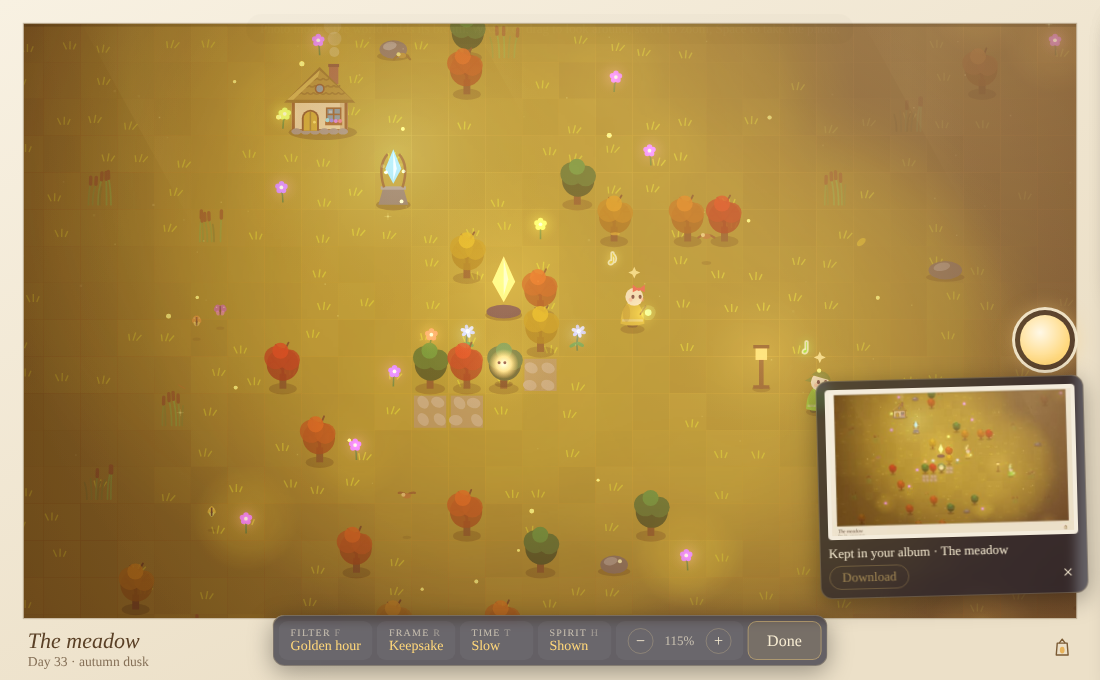 Kept in your album · The meadow
Download
×
The meadow
Day 33 · autumn dusk
FILTER F
Golden hour
FRAME R
Keepsake
TIME T
Slow
SPIRIT H
Shown
− 115% +
Done